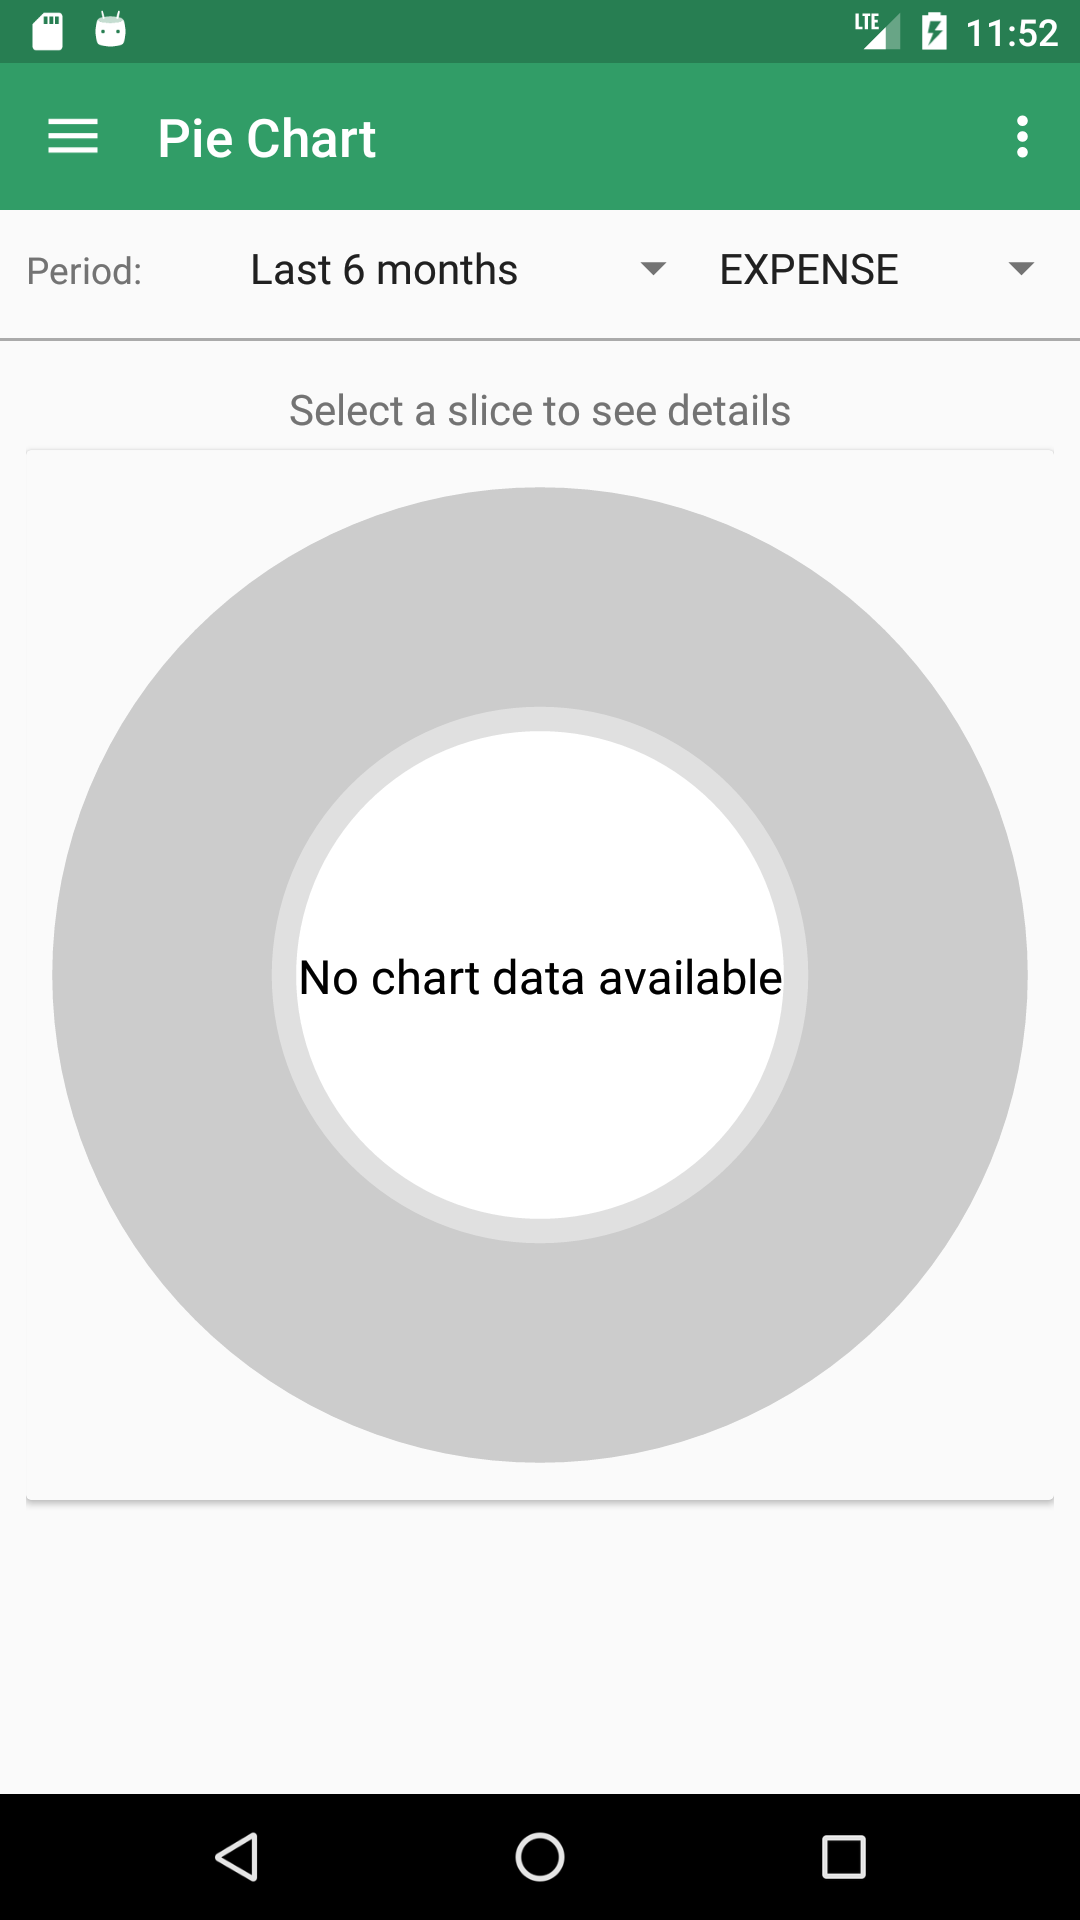 LTE 11:52
Pie Chart
Period: Last 6 months EXPENSE
Select a slice to see details
No chart data available